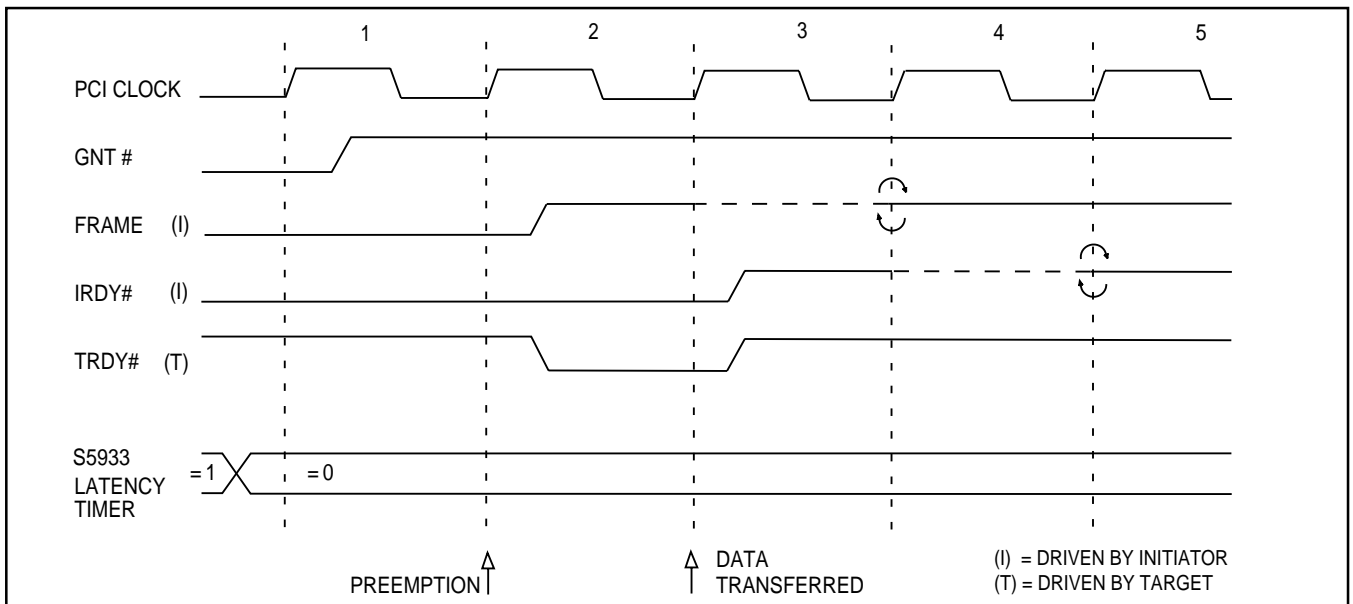 1 2 3 4 5
PCI CLOCK
GNT #
FRAME (I)
IRDY# (I)
TRDY# (T)
S5933
LATENCY
TIMER
=1 =0
PREEMPTION
DATA
TRANSFERRED
(I) = DRIVEN BY INITIATOR
(T) = DRIVEN BY TARGET